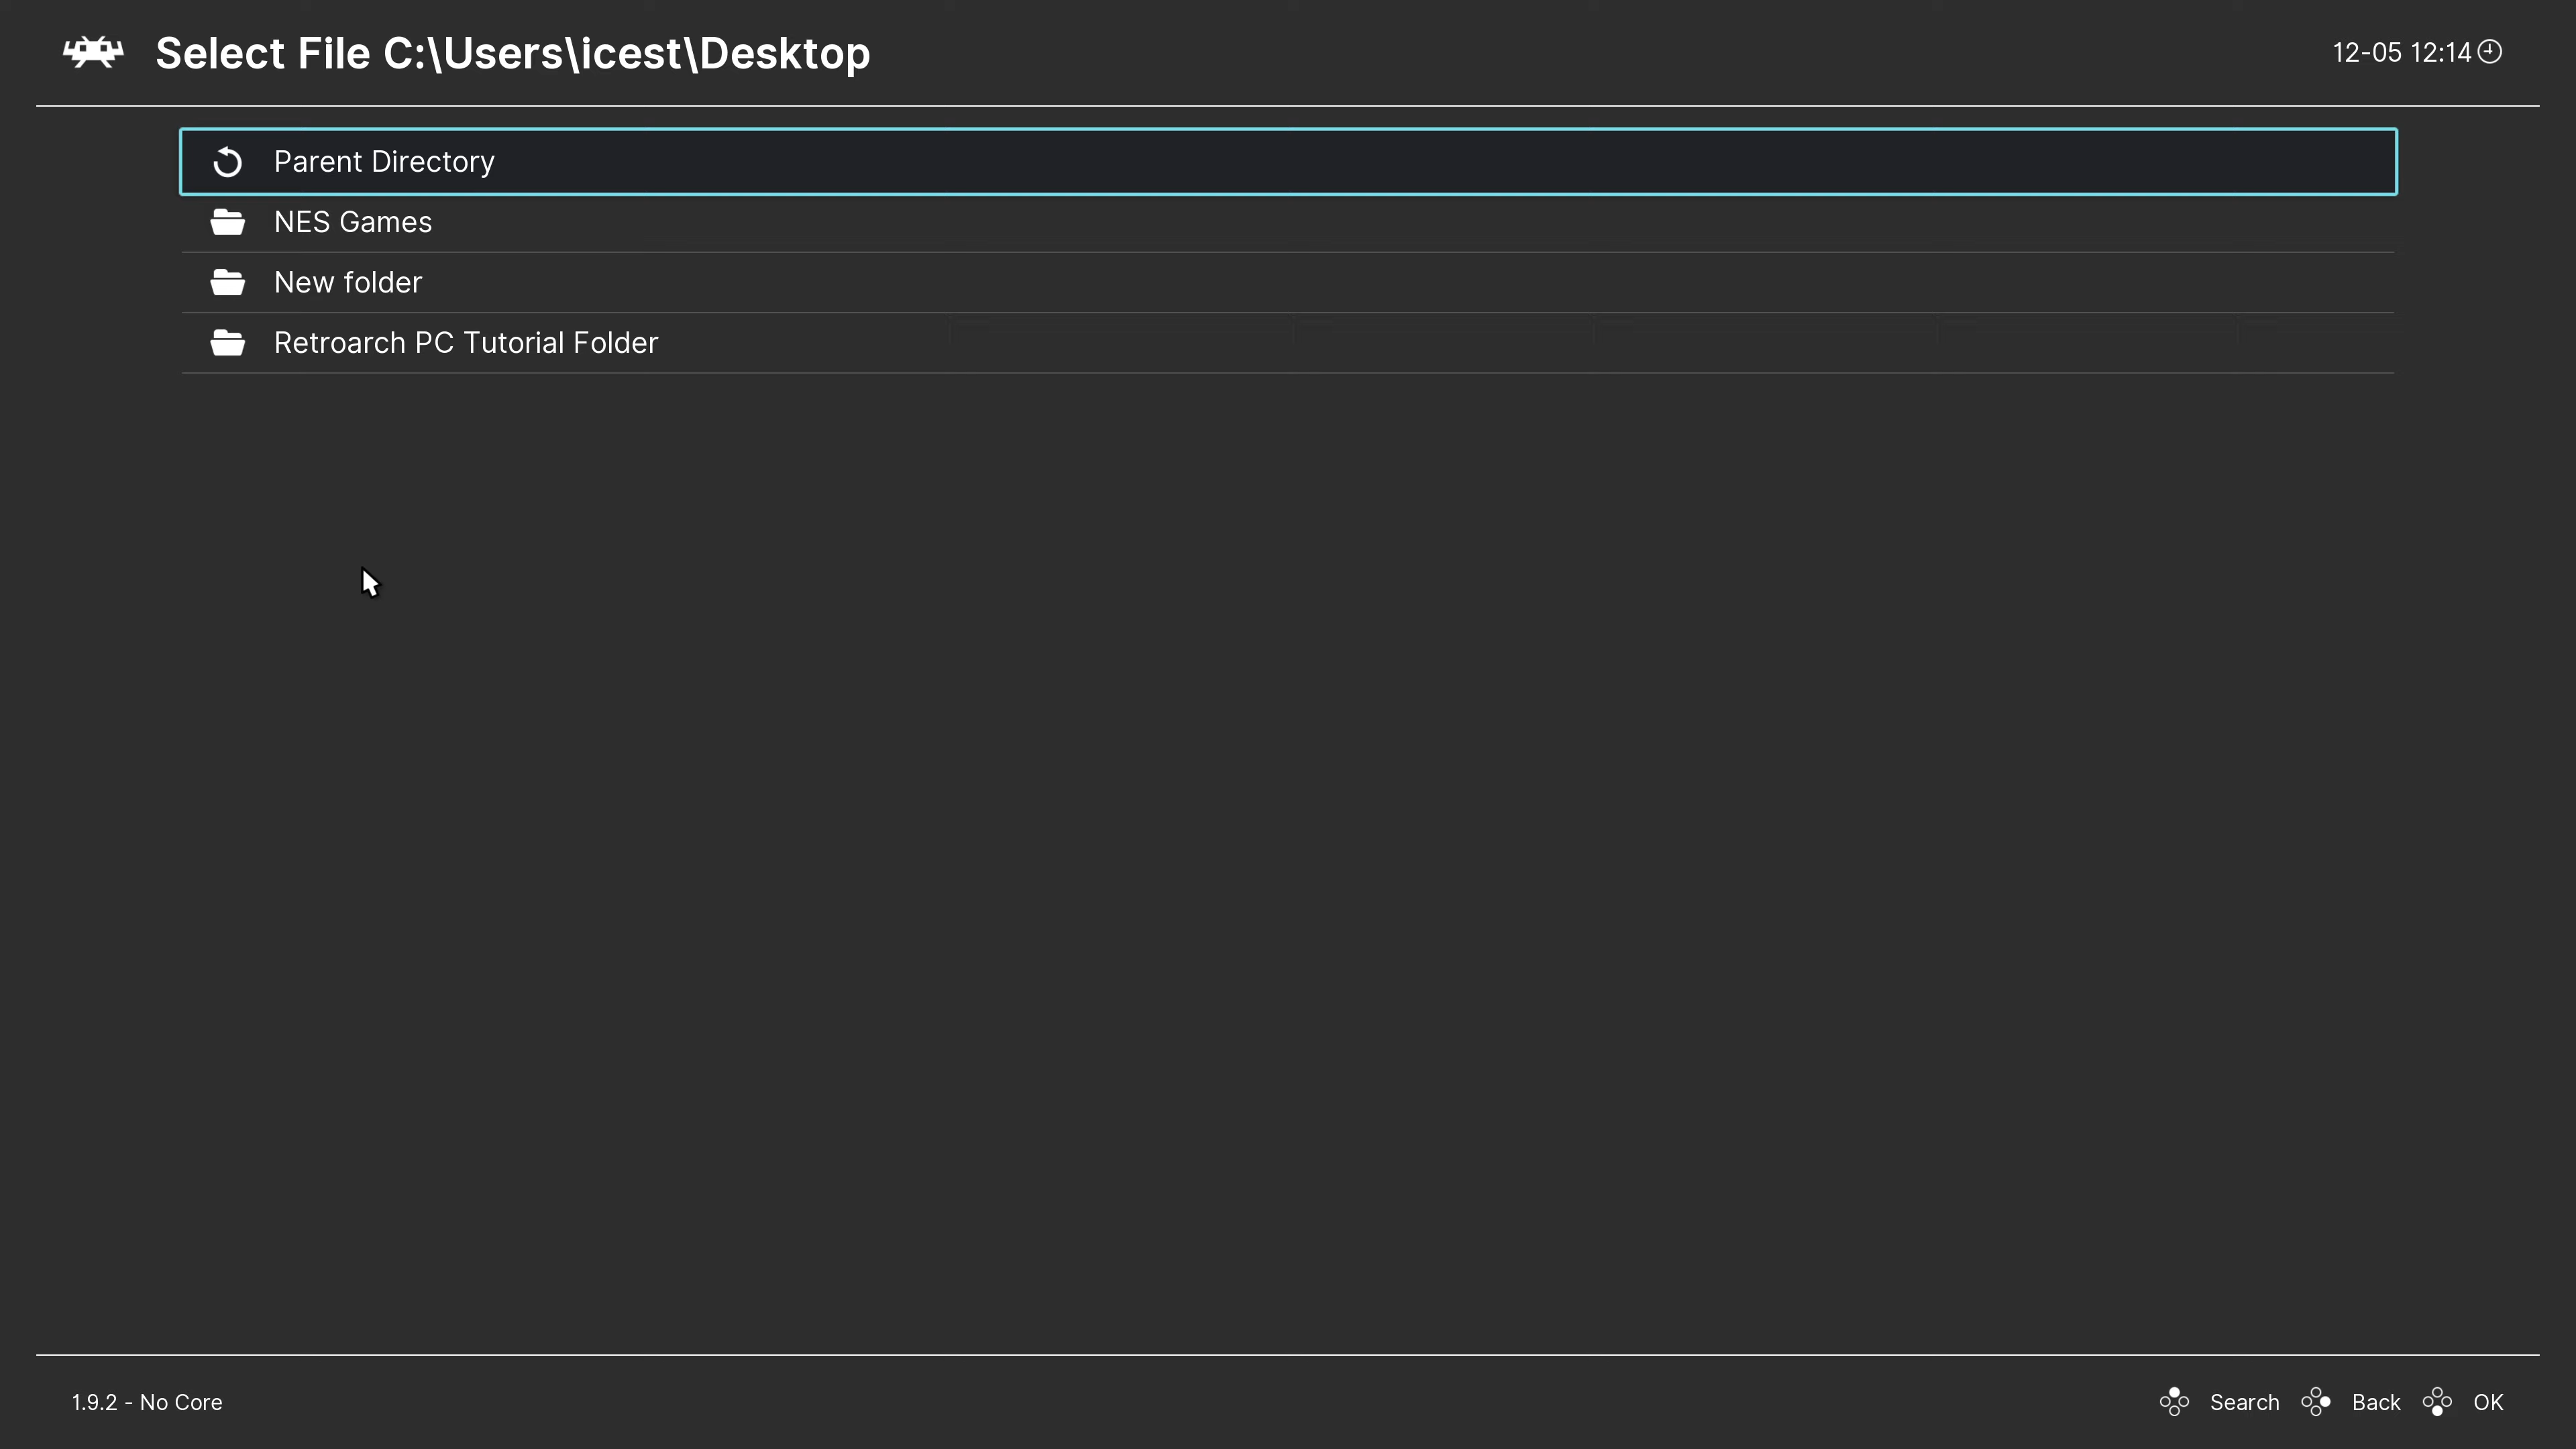 Select File C:\Users\icest\Desktop
12-05 12:14
Parent Directory
NES Games
New folder
Retroarch PC Tutorial Folder
1.9.2 - No Core
Search Back OK